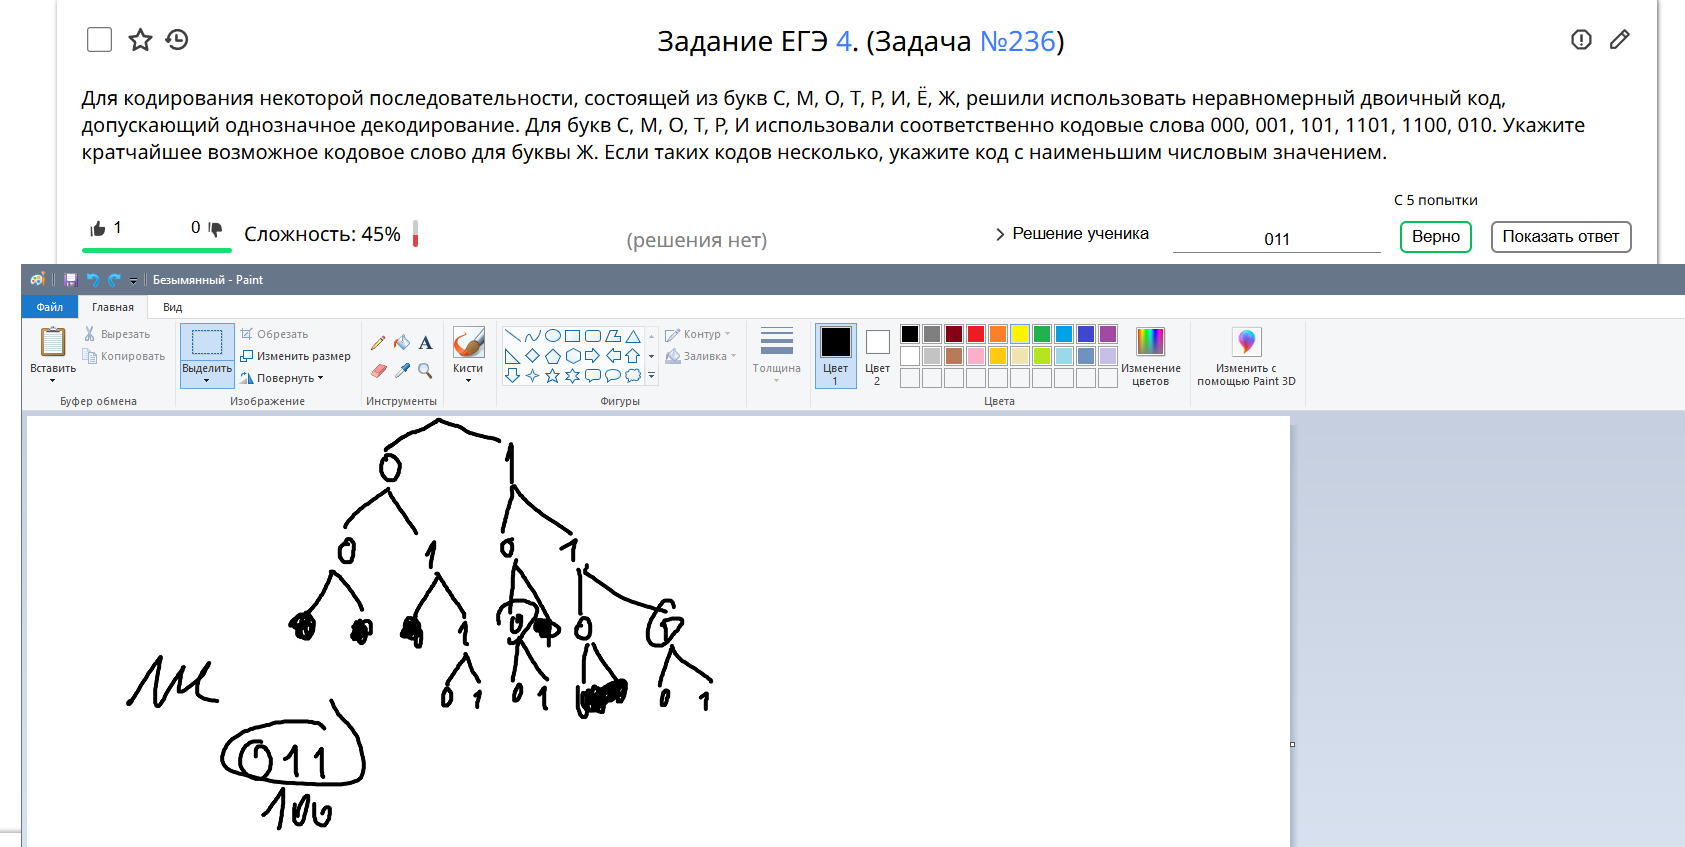 Задание ЕГЭ 4. (Задача №236)
Для кодирования некоторой последовательности, состоящей из букв С, М, О, Т, Р, И, Ё, Ж, решили использовать неравномерный двоичный код,
допускающий однозначное декодирование. Для букв С, М, О, Т, Р, И использовали соответственно кодовые слова 000, 001, 101, 1101, 1100, 010. Укажите
кратчайшее возможное кодовое слово для буквы Ж. Если таких кодов несколько, укажите код с наименьшим числовым значением.
С 5 попытки
1 0 Сложность: 45% (решения нет) Решение ученика 011 Верно Показать ответ
Безымянный - Paint
Файл Главная Вид
Вставить Вырезать Копировать
Выделить Обрезать Изменить размер Повернуть
A
Кисти
Контур Заливка
Толщина
Цвет 1
Цвет 2
Изменение цветов
Изменить с помощью Paint 3D
Буфер обмена Изображение Инструменты Фигуры Цвета
0 1
0 1 0 1
1 0 0
0 1 0 1 0 1
011
100